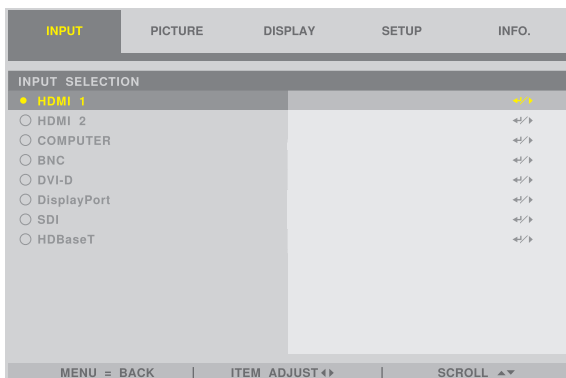 INPUT PICTURE DISPLAY SETUP INFO.
INPUT SELECTION
HDMI 1
HDMI 2
COMPUTER
BNC
DVI-D
DisplayPort
SDI
HDBaseT
MENU = BACK | ITEM ADJUST ◀▶ | SCROLL ▲▼